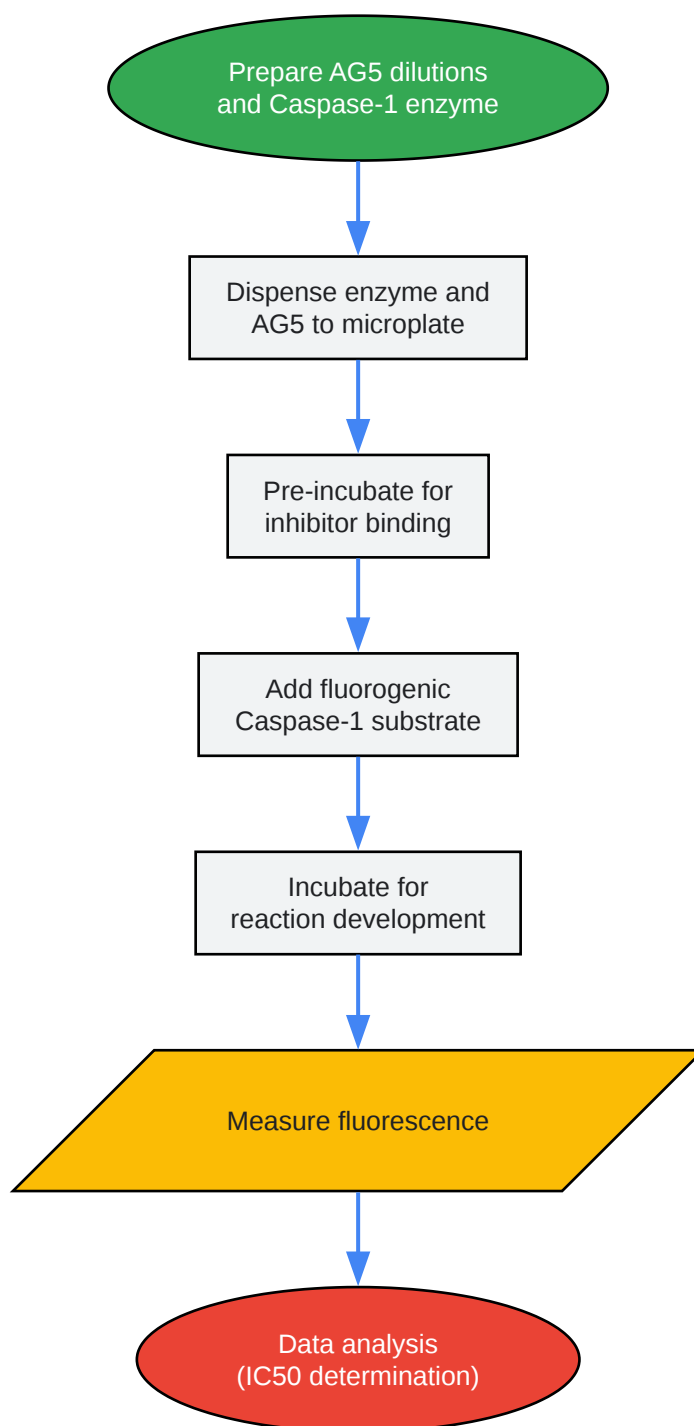 Prepare AG5 dilutions
and Caspase-1 enzyme
Dispense enzyme and
AG5 to microplate
Pre-incubate for
inhibitor binding
Add fluorogenic
Caspase-1 substrate
Incubate for
reaction development
Measure fluorescence
Data analysis
(IC50 determination)